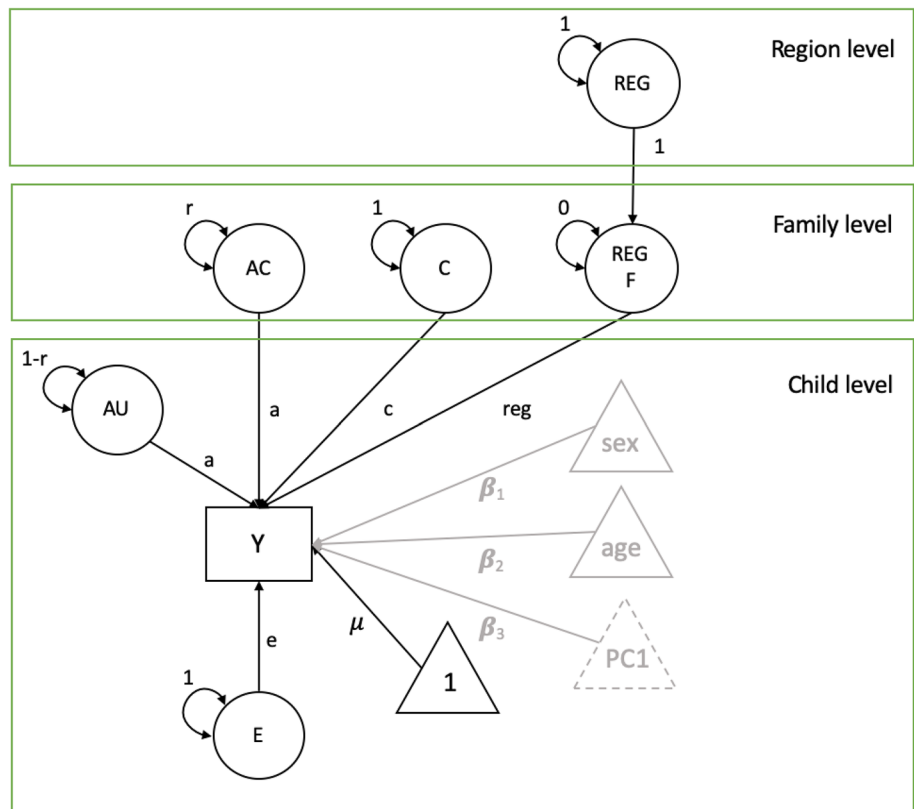 1
REG
Region level
1
r
AC
1
C
0
REG
F
Family level
1-r
AU
Child level
a
a
c
reg
sex
β1
Y
age
β2
μ
β3
PC1
e
1
1
E